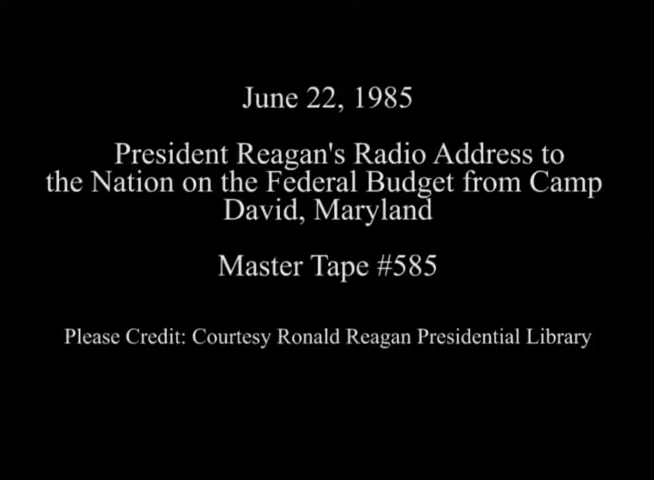 June 22, 1985
President Reagan's Radio Address to
the Nation on the Federal Budget from Camp
David, Maryland
Master Tape #585
Please Credit: Courtesy Ronald Reagan Presidential Library